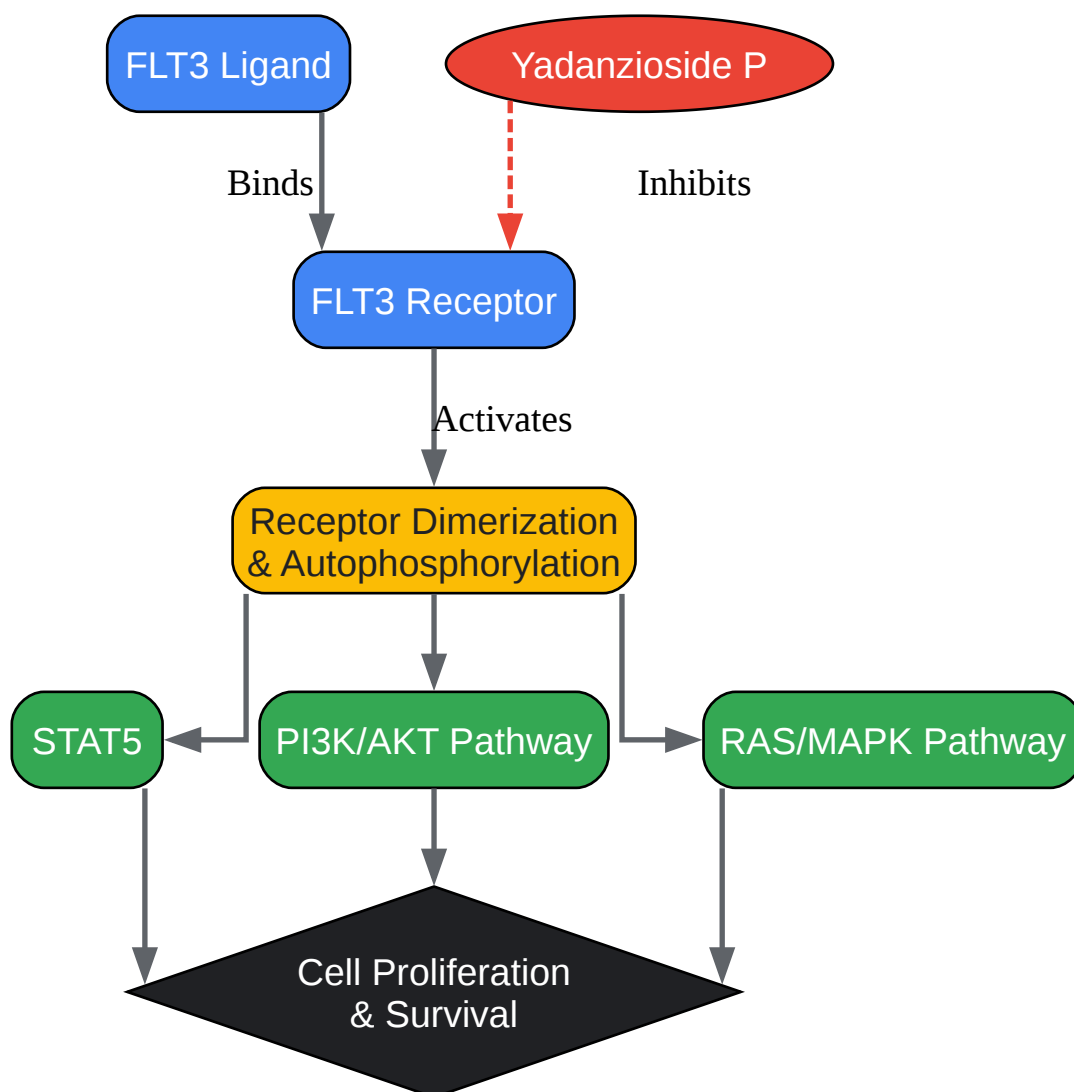 FLT3 Ligand
Yadanzioside P
Binds
Inhibits
FLT3 Receptor
Activates
Receptor Dimerization
& Autophosphorylation
STAT5
PI3K/AKT Pathway
RAS/MAPK Pathway
Cell Proliferation
& Survival